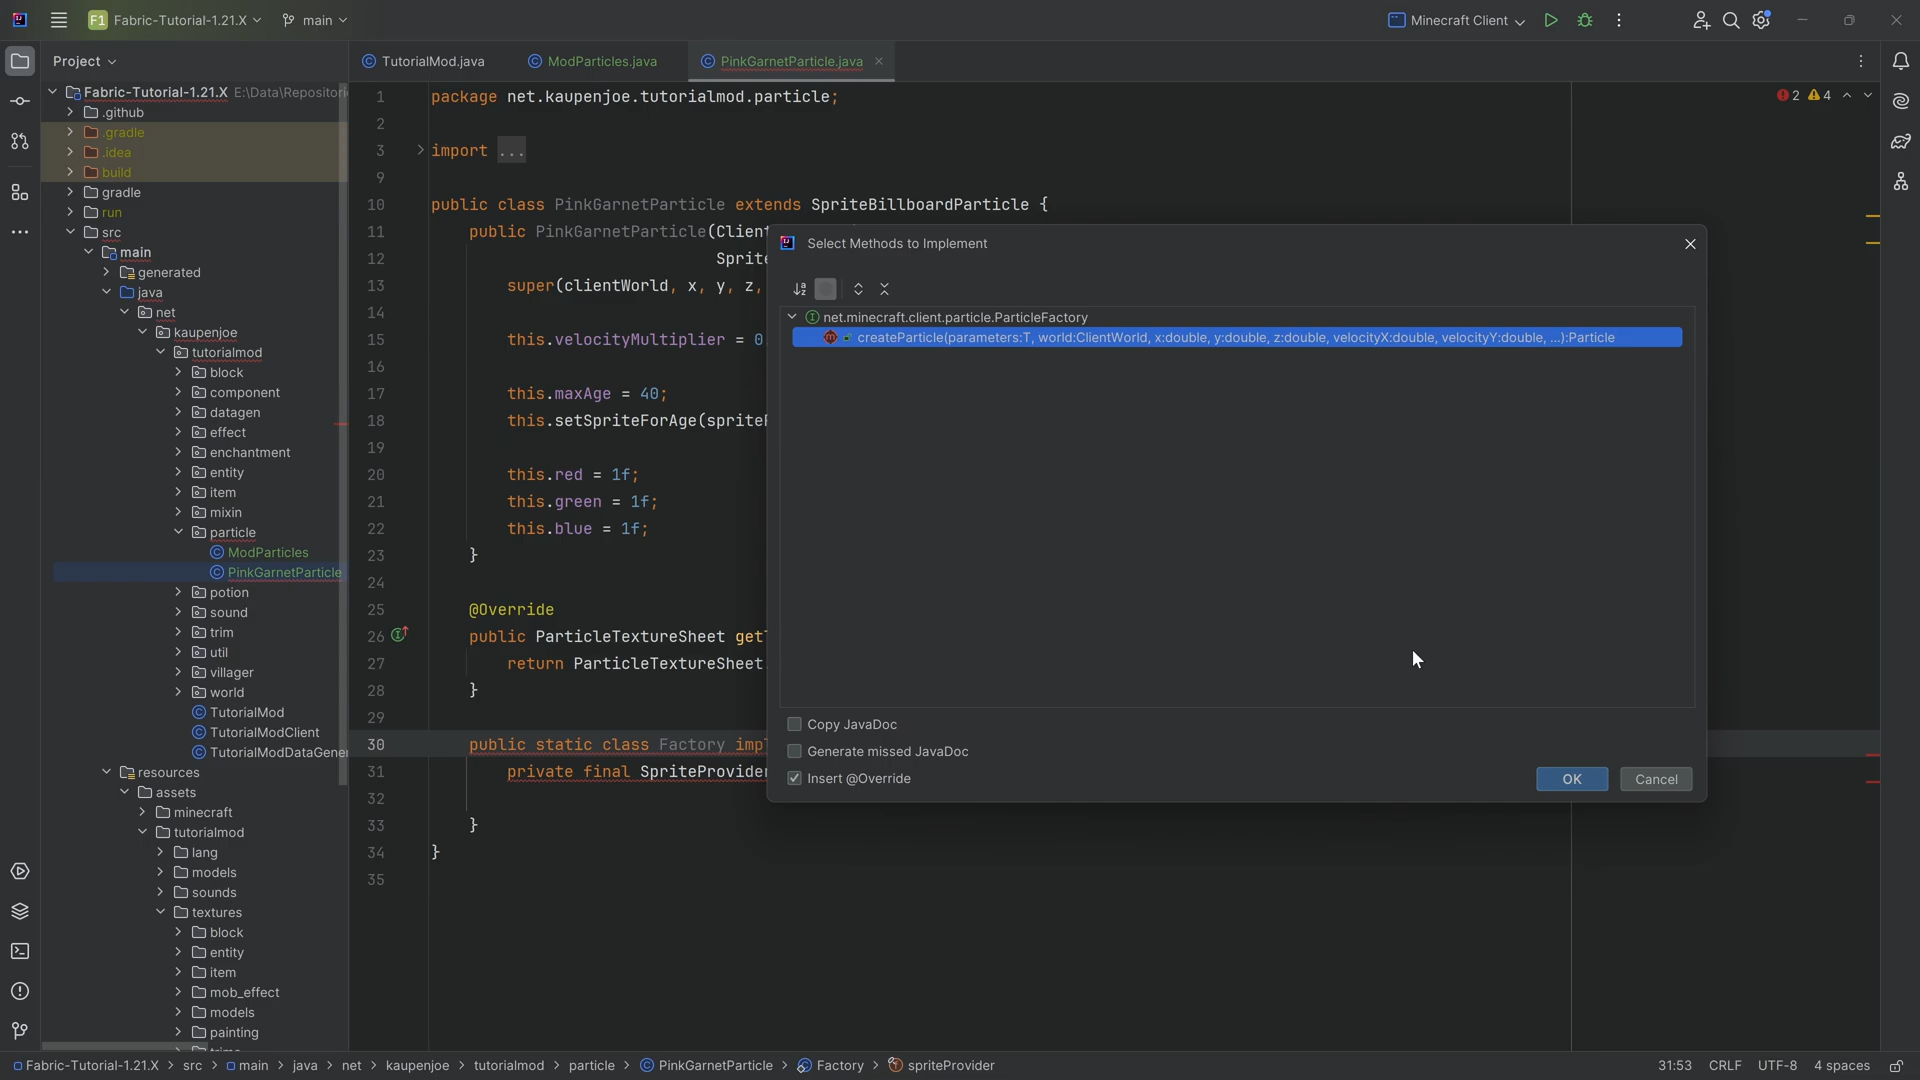 F1 Fabric-Tutorial-1.21.X main Minecraft Client
Project
TutorialMod.java ModParticles.java PinkGarnetParticle.java
Fabric-Tutorial-1.21.X E:\Data\Repositori
.github
.gradle
.idea
build
gradle
run
src
main
generated
java
net
kaupenjoe
tutorialmod
block
component
datagen
effect
enchantment
entity
item
mixin
particle
ModParticles
PinkGarnetParticle
potion
sound
trim
util
villager
world
TutorialMod
TutorialModClient
TutorialModDataGene
resources
assets
minecraft
tutorialmod
lang
models
sounds
textures
block
entity
item
mob_effect
models
painting
2 4
1 package net.kaupenjoe.tutorialmod.particle;
2
3 import ...
9
10 public class PinkGarnetParticle extends SpriteBillboardParticle {
11 public PinkGarnetParticle(Client
12 Sprite
13 super(clientWorld, x, y, z,
14
15 this.velocityMultiplier = 0
16
17 this.maxAge = 40;
18 this.setSpriteForAge(sprite
19
20 this.red = 1f;
21 this.green = 1f;
22 this.blue = 1f;
23 }
24
25 @Override
26 public ParticleTextureSheet get
27 return ParticleTextureSheet.
28 }
29
30 public static class Factory impl
31 private final SpriteProvider
32
33 }
34 }
35
Select Methods to Implement
net.minecraft.client.particle.ParticleFactory
createParticle(parameters:T, world:ClientWorld, x:double, y:double, z:double, velocityX:double, velocityY:double, ...):Particle
Copy JavaDoc
Generate missed JavaDoc
Insert @Override
OK Cancel
Fabric-Tutorial-1.21.X > src > main > java > net > kaupenjoe > tutorialmod > particle > PinkGarnetParticle > Factory > spriteProvider 31:53 CRLF UTF-8 4 spaces